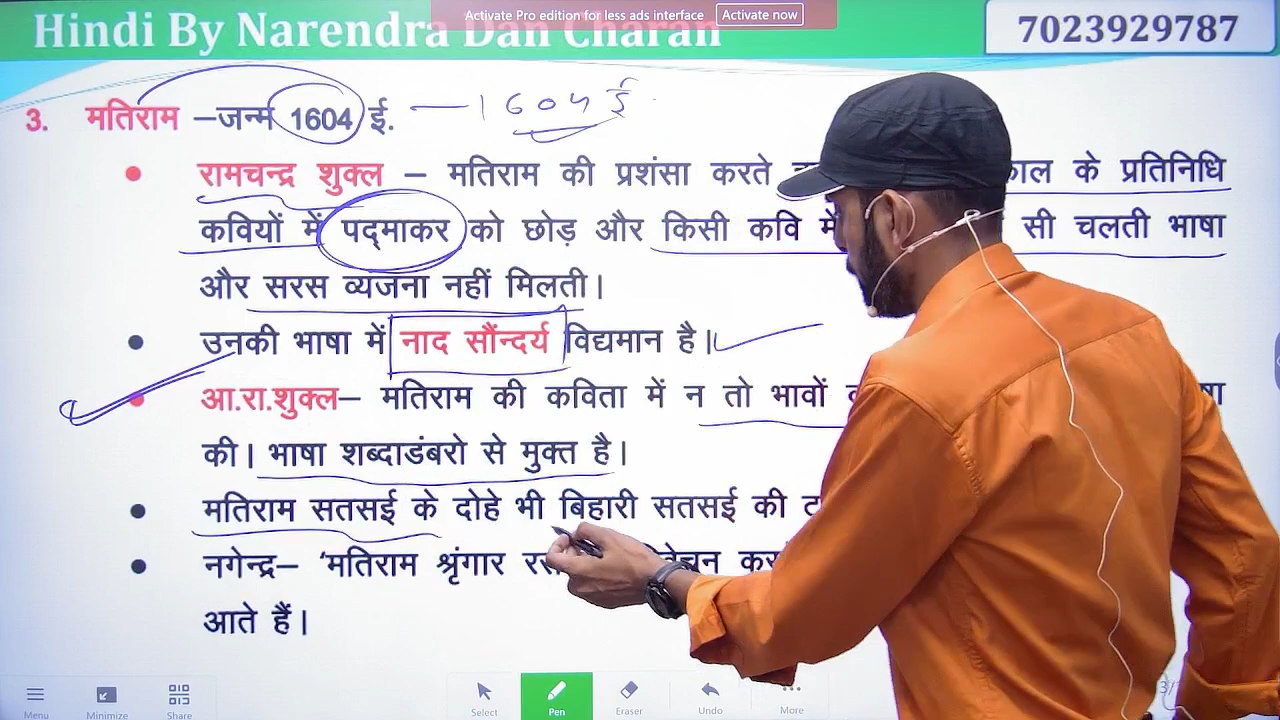 Activate Pro edition for less ads interface Activate now
Hindi By Narendra Dan Charan
7023929787
3. मतिराम –जन्म 1604 ई. — 1604 ई
• रामचन्द्र शुक्ल – मतिराम की प्रशंसा करते के प्रतिनिधि
कवियों में पद्माकर को छोड़ और किसी कवि में सी चलती भाषा
और सरस व्यजना नहीं मिलती।
• उनकी भाषा में नाद सौंन्दर्य विद्यमान है।
• आ.रा.शुक्ल– मतिराम की कविता में न तो भावों
की। भाषा शब्दाडंबरो से मुक्त है।
• मतिराम सतसई के दोहे भी बिहारी सतसई की
• नगेन्द्र– ‘मतिराम श्रृंगार
आते हैं।
Menu Minimize Share Select Pen Eraser Undo More